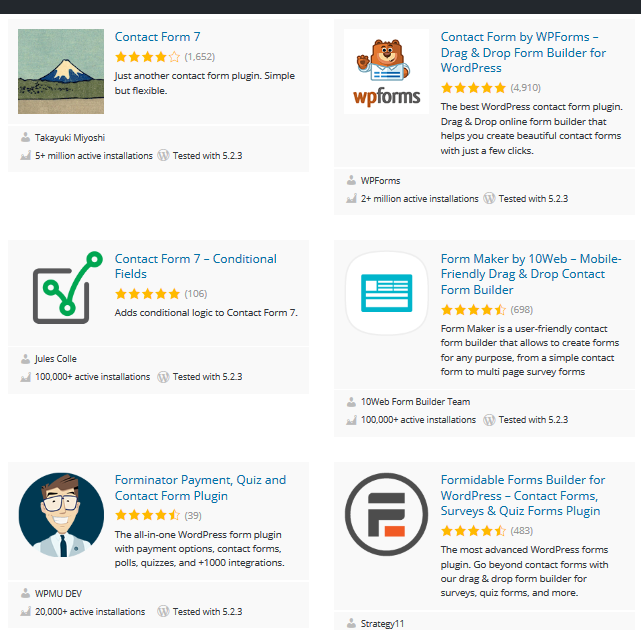 Contact Form 7
(1,652)
Just another contact form plugin. Simple
but flexible.
Takayuki Miyoshi
5+ million active installations
Tested with 5.2.3
wpforms
Contact Form by WPForms –
Drag & Drop Form Builder for
WordPress
(4,910)
The best WordPress contact form plugin.
Drag & Drop online form builder that
helps you create beautiful contact forms
with just a few clicks.
WPForms
2+ million active installations
Tested with 5.2.3
Contact Form 7 – Conditional
Fields
(106)
Adds conditional logic to Contact Form 7.
Jules Colle
100,000+ active installations
Tested with 5.2.3
Form Maker by 10Web – Mobile-
Friendly Drag & Drop Contact
Form Builder
(698)
Form Maker is a user-friendly contact
form builder that allows to create forms
for any purpose, from a simple contact
form to multi page survey forms
10Web Form Builder Team
100,000+ active installations
Tested with 5.2.3
Forminator Payment, Quiz and
Contact Form Plugin
(39)
The all-in-one WordPress form plugin
with payment options, contact forms,
polls, quizzes, and +1000 integrations.
WPMU DEV
20,000+ active installations
Tested with 5.2.3
Formidable Forms Builder for
WordPress – Contact Forms,
Surveys & Quiz Forms Plugin
(483)
The most advanced WordPress forms
plugin. Go beyond contact forms with
our drag & drop form builder for
surveys, quiz forms, and more.
Strategy11